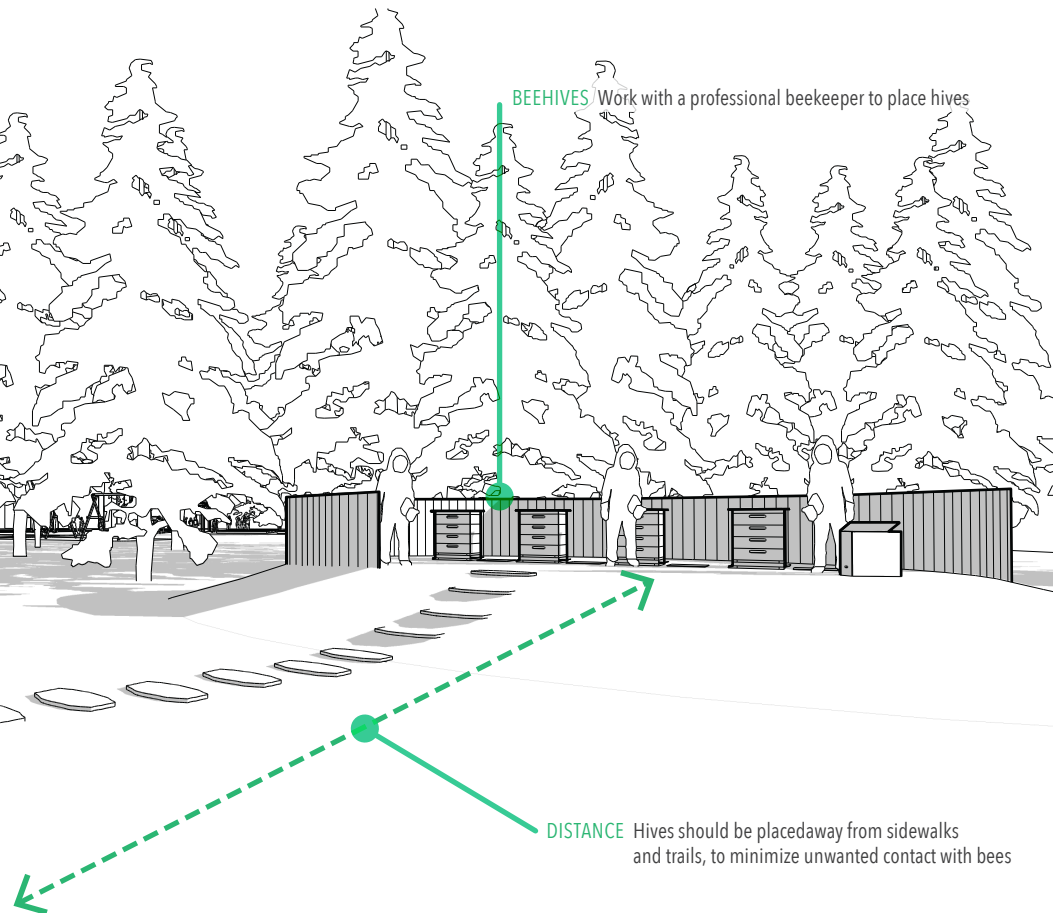 BEEHIVES Work with a professional beekeeper to place hives
DISTANCE Hives should be placedaway from sidewalks
and trails, to minimize unwanted contact with bees